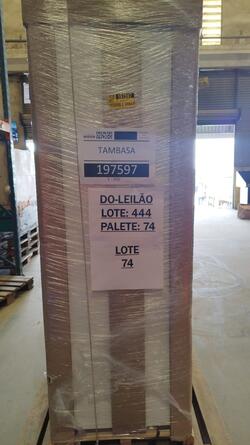 TAMBASA
197597
DO-LEILÃO
LOTE: 444
PALETE: 74
LOTE
74